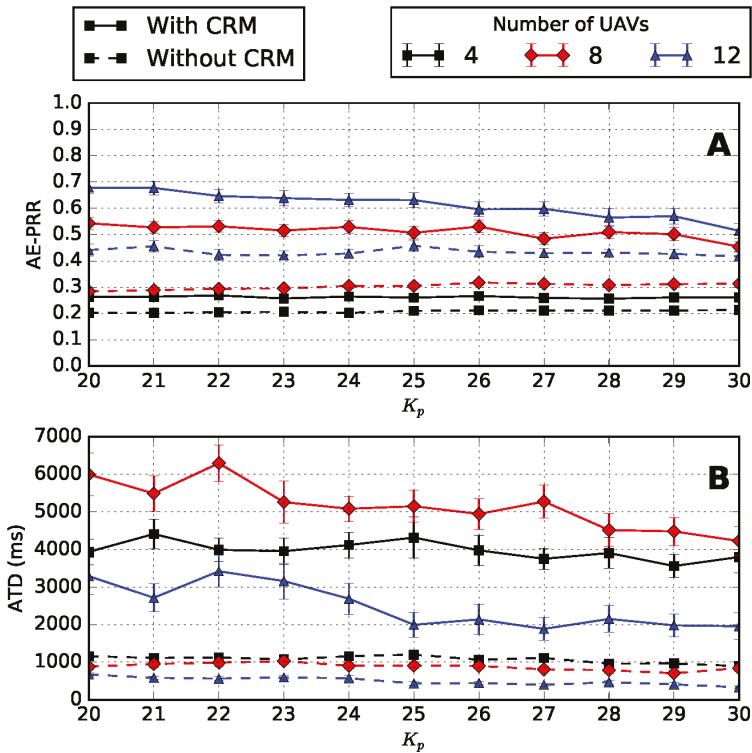 With CRM
Without CRM
Number of UAVs
4 8 12
1.0
0.9
0.8
0.7
0.6
0.5
0.4
0.3
0.2
0.1
0.0
AE-PRR
A
20 21 22 23 24 25 26 27 28 29 30
Kp
7000
6000
5000
4000
3000
2000
1000
0
ATD (ms)
B
20 21 22 23 24 25 26 27 28 29 30
Kp